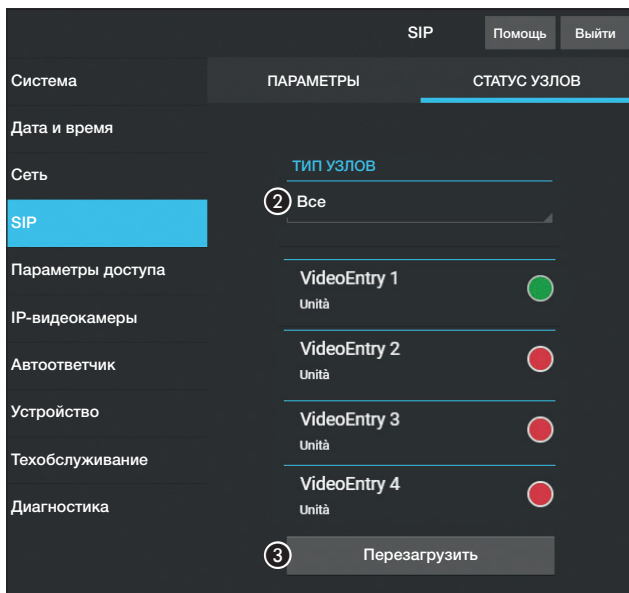 SIP
Помощь
Выйти
Система
Дата и время
Сеть
SIP
Параметры доступа
IP-видеокамеры
Автоответчик
Устройство
Техобслуживание
Диагностика
ПАРАМЕТРЫ
СТАТУС УЗЛОВ
ТИП УЗЛОВ
2 Все
VideoEntry 1
Unità
VideoEntry 2
Unità
VideoEntry 3
Unità
VideoEntry 4
Unità
3 Перезагрузить